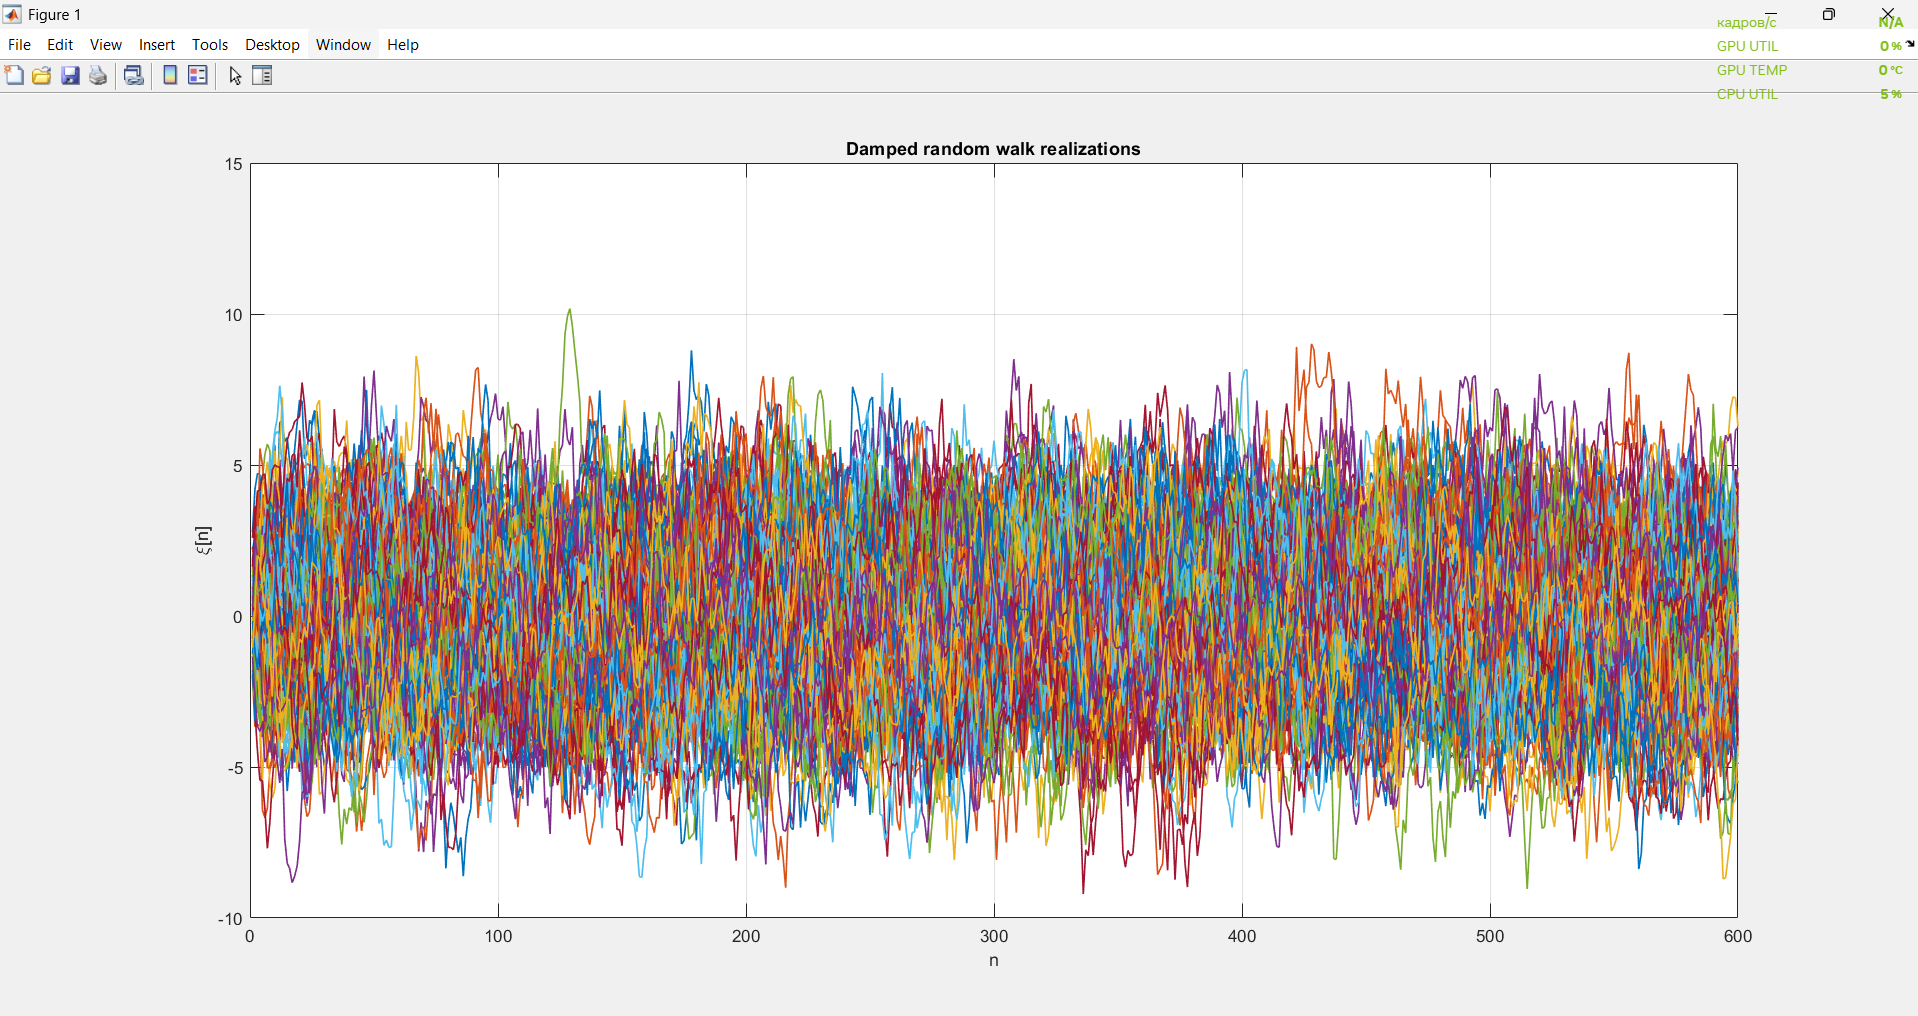 Figure 1
File Edit View Insert Tools Desktop Window Help
кадров/с N/A
GPU UTIL 0 %
GPU TEMP 0 °C
CPU UTIL 5 %
Damped random walk realizations
15
10
5
0
-5
-10
ξ[n]
0 100 200 300 400 500 600
n